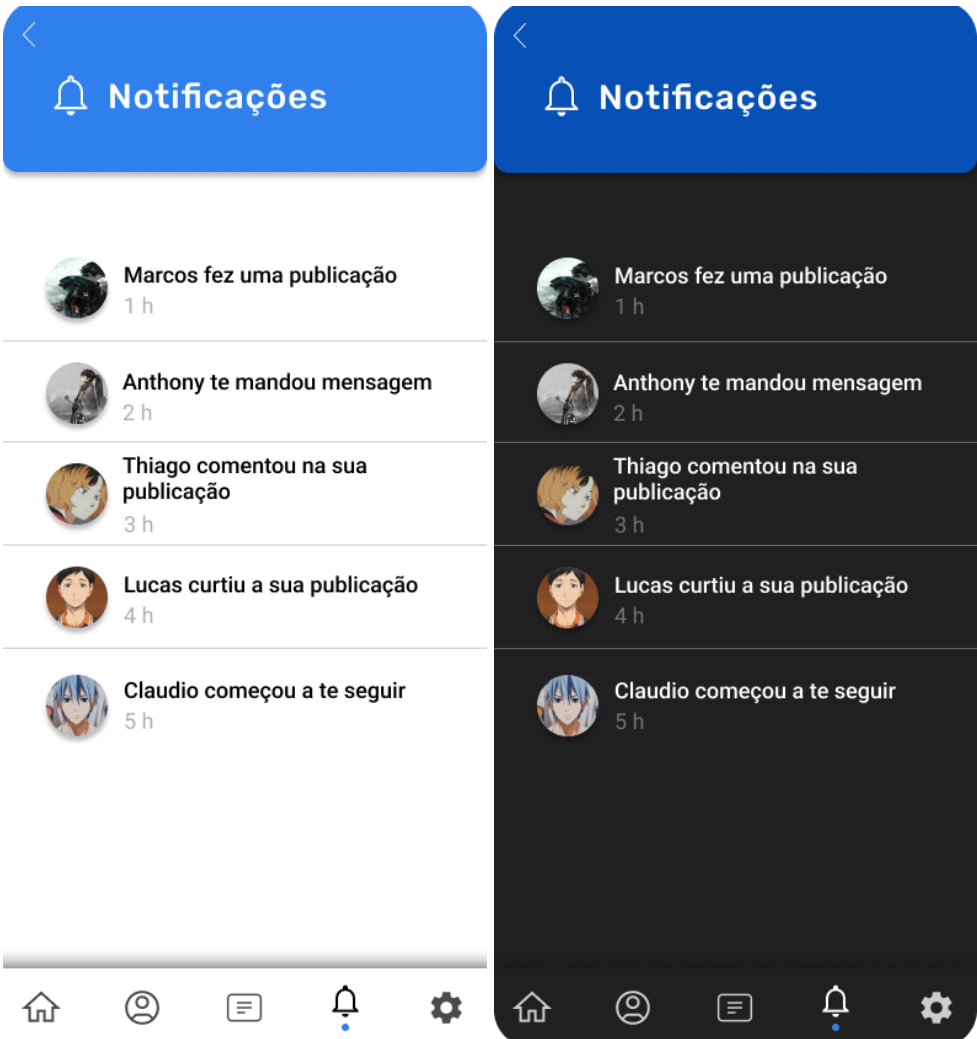 Notificações
Marcos fez uma publicação
1 h
Anthony te mandou mensagem
2 h
Thiago comentou na sua
publicação
3 h
Lucas curtiu a sua publicação
4 h
Claudio começou a te seguir
5 h
Notificações
Marcos fez uma publicação
1 h
Anthony te mandou mensagem
2 h
Thiago comentou na sua
publicação
3 h
Lucas curtiu a sua publicação
4 h
Claudio começou a te seguir
5 h